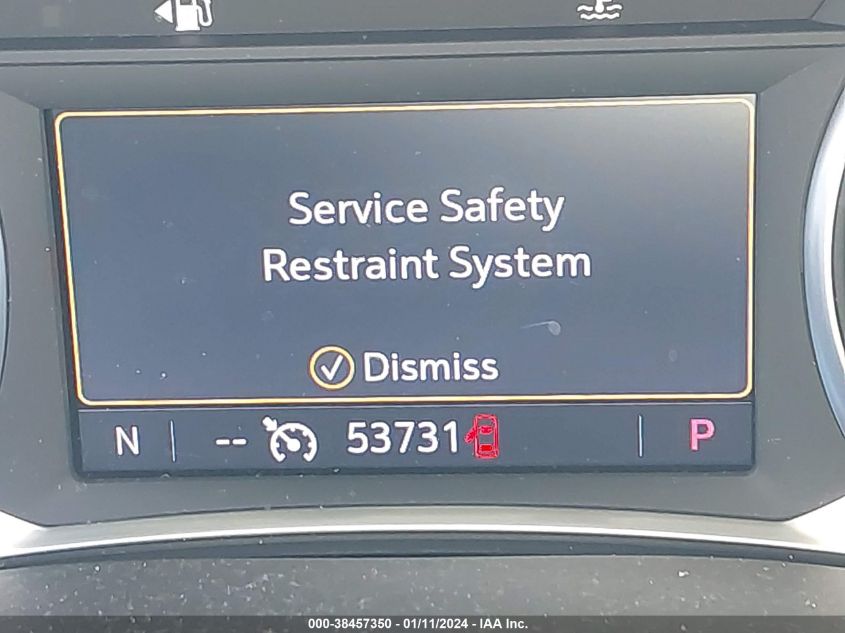 Service Safety
Restraint System
Dismiss
N -- 53731 P
000-38457350 - 01/11/2024 - IAA Inc.